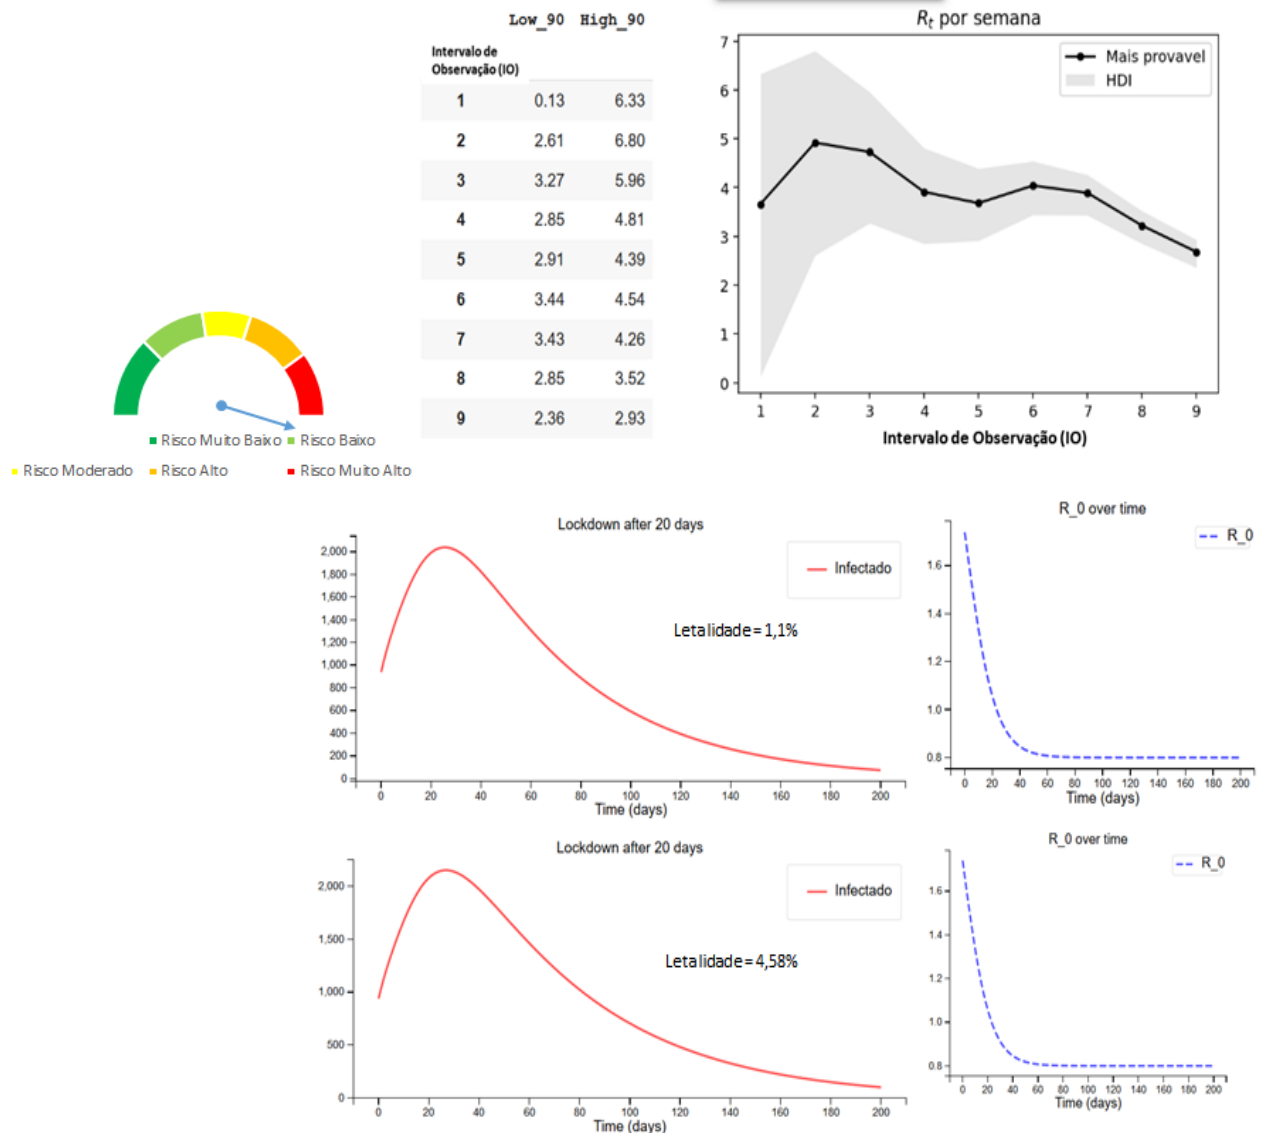 Low_90 High_90
Intervalo de
Observação (IO)
1 0.13 6.33
2 2.61 6.80
3 3.27 5.96
4 2.85 4.81
5 2.91 4.39
6 3.44 4.54
7 3.43 4.26
8 2.85 3.52
9 2.36 2.93
Rt por semana
7
6
5
4
3
2
1
0
Mais provavel
HDI
1 2 3 4 5 6 7 8 9
Intervalo de Observação (IO)
Risco Muito Baixo Risco Baixo
Risco Moderado Risco Alto Risco Muito Alto
Lockdown after 20 days
2,000
1,800
1,600
1,400
1,200
1,000
800
600
400
200
0
Infectado
Letalidade = 1,1%
0 20 40 60 80 100 120 140 160 180 200
Time (days)
R_0 over time
R_0
1.6
1.4
1.2
1.0
0.8
0 20 40 60 80 100 120 140 160 180 200
Time (days)
Lockdown after 20 days
2,000
1,500
1,000
500
0
Infectado
Letalidade = 4,58%
0 20 40 60 80 100 120 140 160 180 200
Time (days)
R_0 over time
R_0
1.6
1.4
1.2
1.0
0.8
0 20 40 60 80 100 120 140 160 180 200
Time (days)